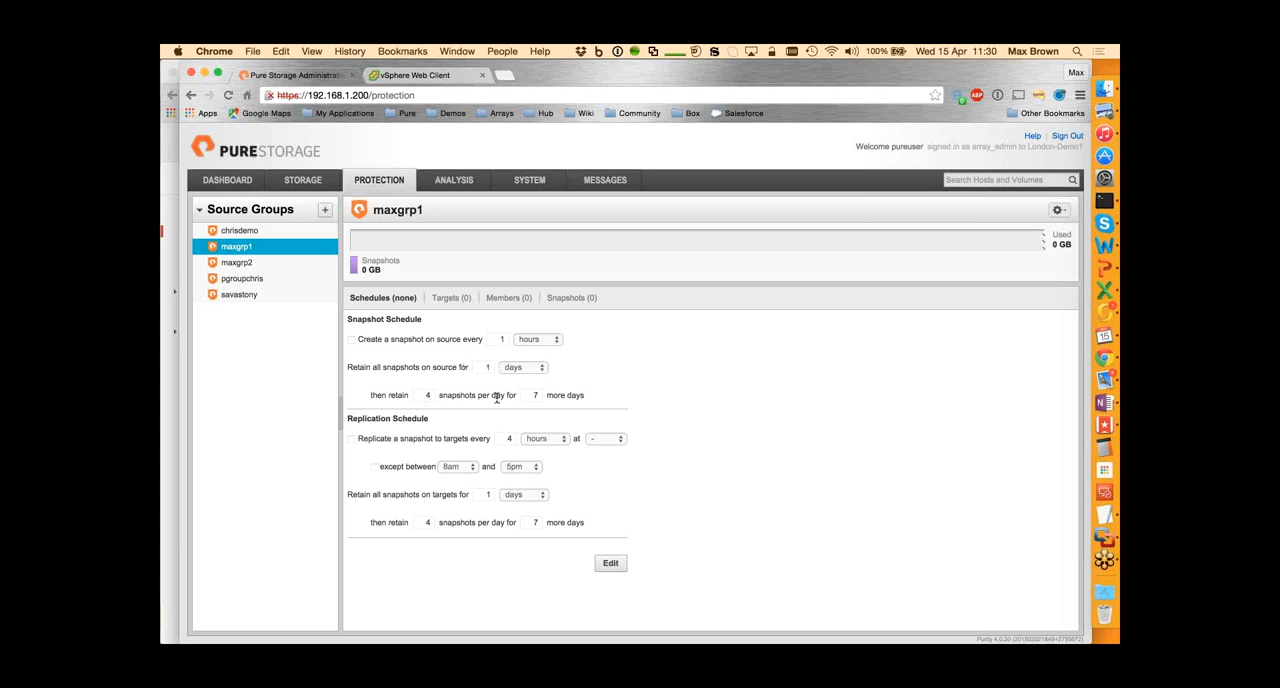 Chrome File Edit View History Bookmarks Window People Help 100% Wed 15 Apr 11:30 Max Brown
Pure Storage Administrati × vSphere Web Client × Max
https://192.168.1.200/protection
Apps Google Maps My Applications Pure Demos Arrays Hub Wiki Community Box Salesforce Other Bookmarks
Help | Sign Out
PURESTORAGE
Welcome pureuser signed in as array_admin to London-Demo1
DASHBOARD STORAGE PROTECTION ANALYSIS SYSTEM MESSAGES Search Hosts and Volumes
Source Groups +
chrisdemo
maxgrp1
maxgrp2
pgroupchris
savastony
maxgrp1
Used
0 GB
Snapshots
0 GB
Schedules (none) Targets (0) Members (0) Snapshots (0)
Snapshot Schedule
Create a snapshot on source every 1 hours
Retain all snapshots on source for 1 days
then retain 4 snapshots per day for 7 more days
Replication Schedule
Replicate a snapshot to targets every 4 hours at -
except between 8am and 5pm
Retain all snapshots on targets for 1 days
then retain 4 snapshots per day for 7 more days
Edit
Purity 4.0.20